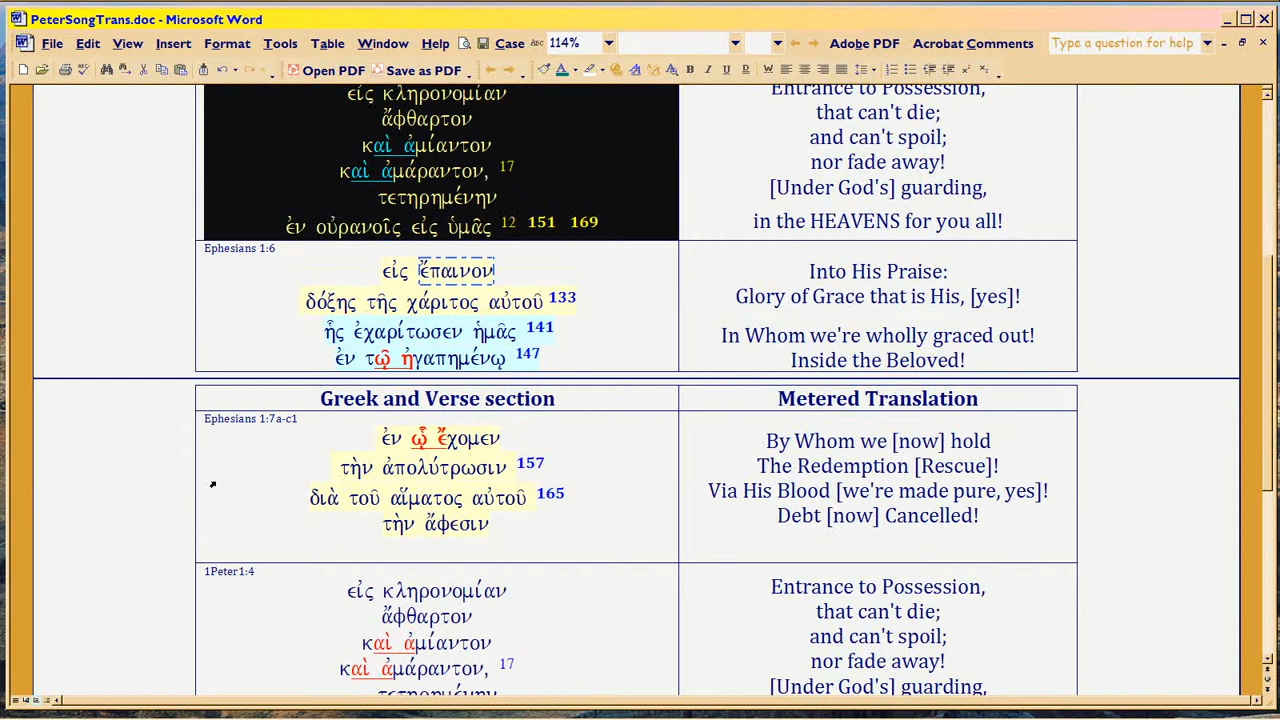 PeterSongTrans.doc - Microsoft Word
File Edit View Insert Format Tools Table Window Help Case 114% Adobe PDF Acrobat Comments Type a question for help
Open PDF Save as PDF B I U
εἰς κληρονομίαν
ἄφθαρτον
καὶ ἀμίαντον
καὶ ἀμάραντον, 17
τετηρημένην
ἐν οὐρανοῖς εἰς ὑμᾶς 12 151 169
Entrance to Possession,
that can't die;
and can't spoil;
nor fade away!
[Under God's] guarding,
in the HEAVENS for you all!
Ephesians 1:6
εἰς ἔπαινον
δόξης τῆς χάριτος αὐτοῦ 133
ἧς ἐχαρίτωσεν ἡμᾶς 141
ἐν τῷ ἠγαπημένῳ 147
Into His Praise:
Glory of Grace that is His, [yes]!
In Whom we're wholly graced out!
Inside the Beloved!
Greek and Verse section
Metered Translation
Ephesians 1:7a-c1
ἐν ᾧ ἔχομεν
τὴν ἀπολύτρωσιν 157
διὰ τοῦ αἵματος αὐτοῦ 165
τὴν ἄφεσιν
By Whom we [now] hold
The Redemption [Rescue]!
Via His Blood [we're made pure, yes]!
Debt [now] Cancelled!
1Peter1:4
εἰς κληρονομίαν
ἄφθαρτον
καὶ ἀμίαντον
καὶ ἀμάραντον, 17
τετηρημένην
Entrance to Possession,
that can't die;
and can't spoil;
nor fade away!
[Under God's] guarding,